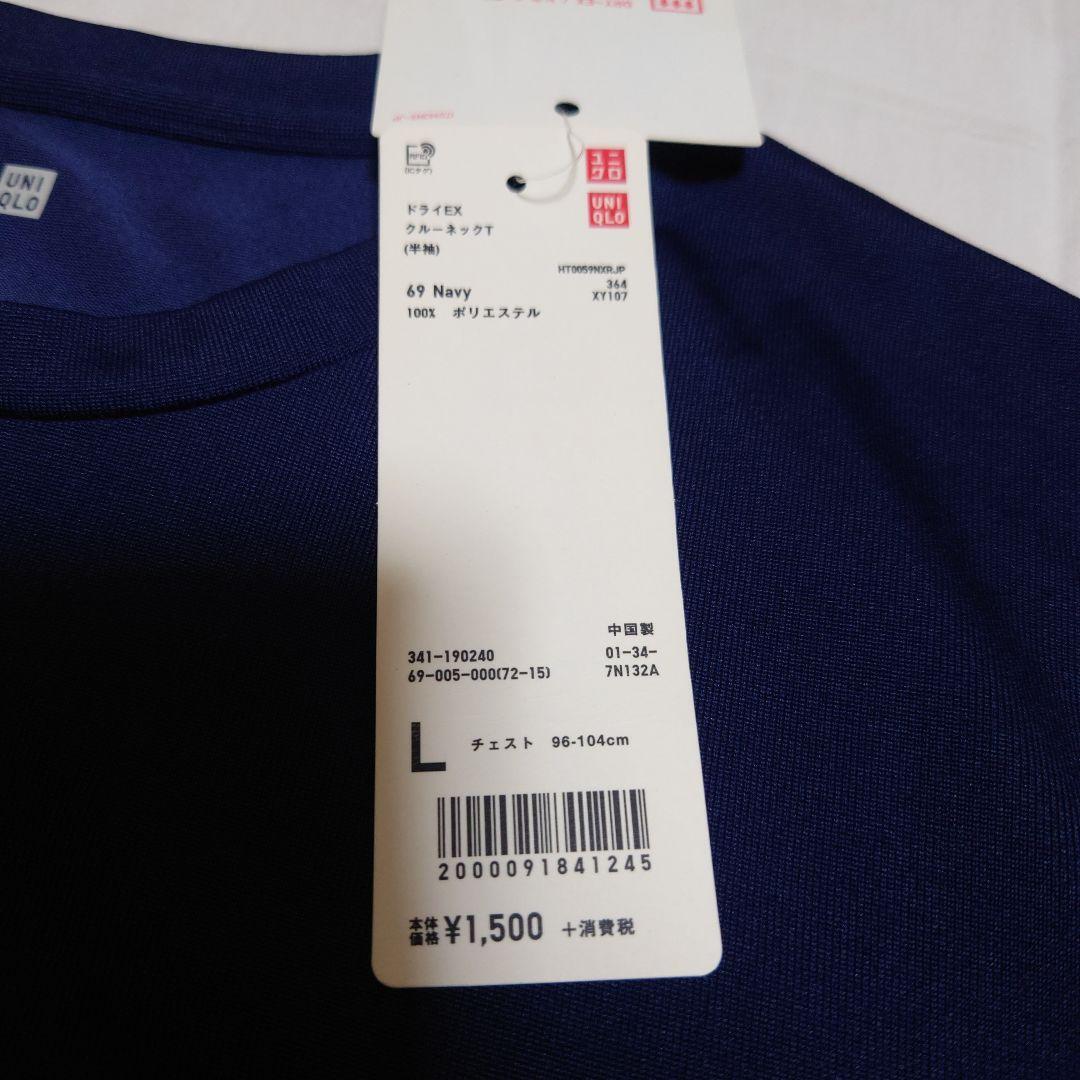 UNI
QLO
RFID
(ICタグ)
ユニ
クロ
UNI
QLO
ドライEX
クルーネックT
(半袖)
HT0059NXRJP
364
69 Navy
XY107
100% ポリエステル
中国製
341-190240
01-34-
69-005-000(72-15)
7N132A
L チェスト 96-104cm
2000091841245
本体
価格 ¥1,500 +消費税